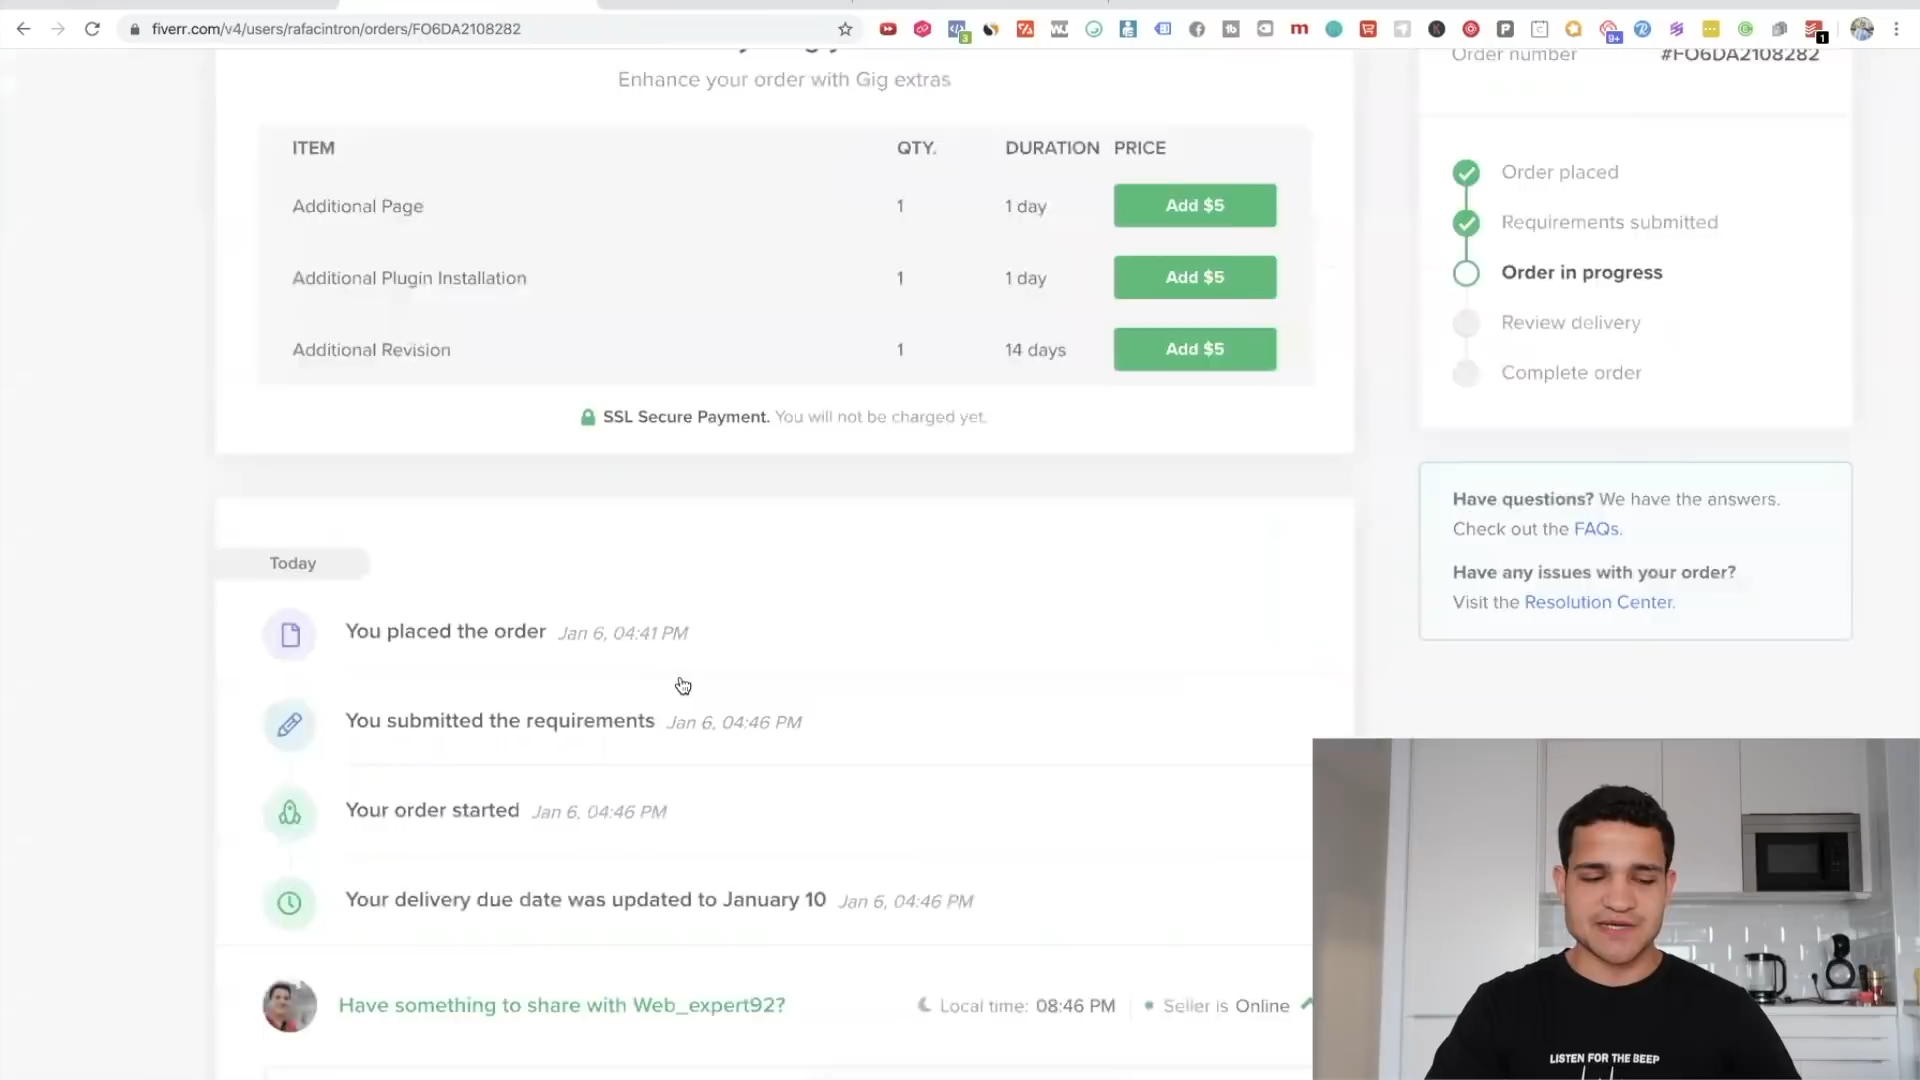 fiverr.com/v4/users/rafacintron/orders/FO6DA2108282
Enhance your order with Gig extras
ITEM QTY. DURATION PRICE
Additional Page 1 1 day Add $5
Additional Plugin Installation 1 1 day Add $5
Additional Revision 1 14 days Add $5
SSL Secure Payment. You will not be charged yet.
Order number #FO6DA2108282
Order placed
Requirements submitted
Order in progress
Review delivery
Complete order
Have questions? We have the answers.
Check out the FAQs.
Have any issues with your order?
Visit the Resolution Center.
Today
You placed the order Jan 6, 04:41 PM
You submitted the requirements Jan 6, 04:46 PM
Your order started Jan 6, 04:46 PM
Your delivery due date was updated to January 10 Jan 6, 04:46 PM
Have something to share with Web_expert92? Local time: 08:46 PM Seller is Online
LISTEN FOR THE BEEP